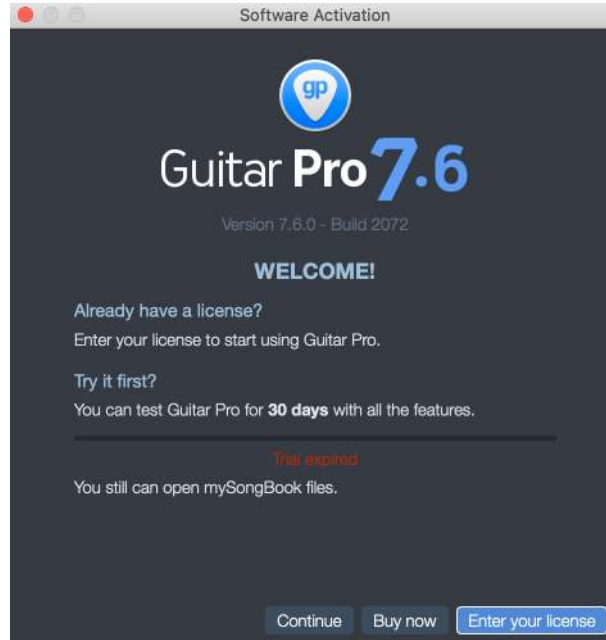 Software Activation
gp
Guitar Pro 7.6
Version 7.6.0 - Build 2072
WELCOME!
Already have a license?
Enter your license to start using Guitar Pro.
Try it first?
You can test Guitar Pro for 30 days with all the features.
Trial expired
You still can open mySongBook files.
Continue Buy now Enter your license